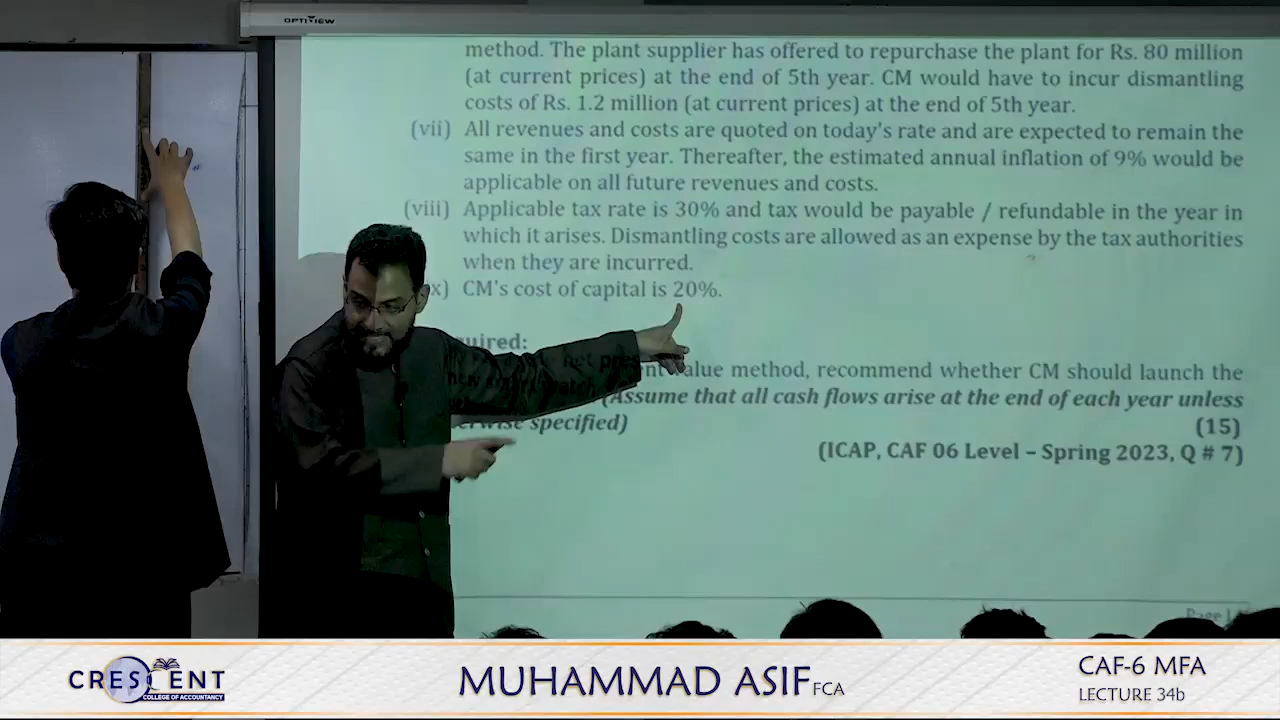 OPTIVIEW
method. The plant supplier has offered to repurchase the plant for Rs. 80 million
(at current prices) at the end of 5th year. CM would have to incur dismantling
costs of Rs. 1.2 million (at current prices) at the end of 5th year.
(vii) All revenues and costs are quoted on today's rate and are expected to remain the
same in the first year. Thereafter, the estimated annual inflation of 9% would be
applicable on all future revenues and costs.
(viii) Applicable tax rate is 30% and tax would be payable / refundable in the year in
which it arises. Dismantling costs are allowed as an expense by the tax authorities
when they are incurred.
x) CM's cost of capital is 20%.
uired:
net present value method, recommend whether CM should launch the
(Assume that all cash flows arise at the end of each year unless
erwise specified)
(15)
(ICAP, CAF 06 Level – Spring 2023, Q # 7)
Page
CRESCENT
COLLEGE OF ACCOUNTANCY
MUHAMMAD ASIF FCA
CAF-6 MFA
LECTURE 34b